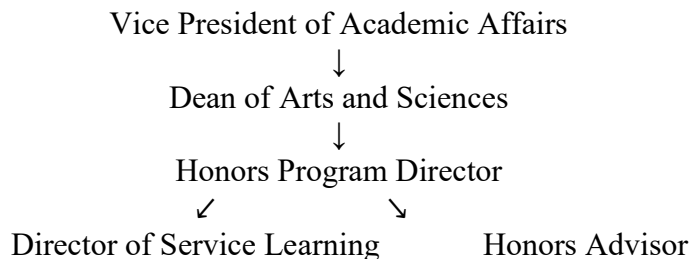 Vice President of Academic Affairs
↓
Dean of Arts and Sciences
↓
Honors Program Director
↙ ↘
Director of Service Learning Honors Advisor